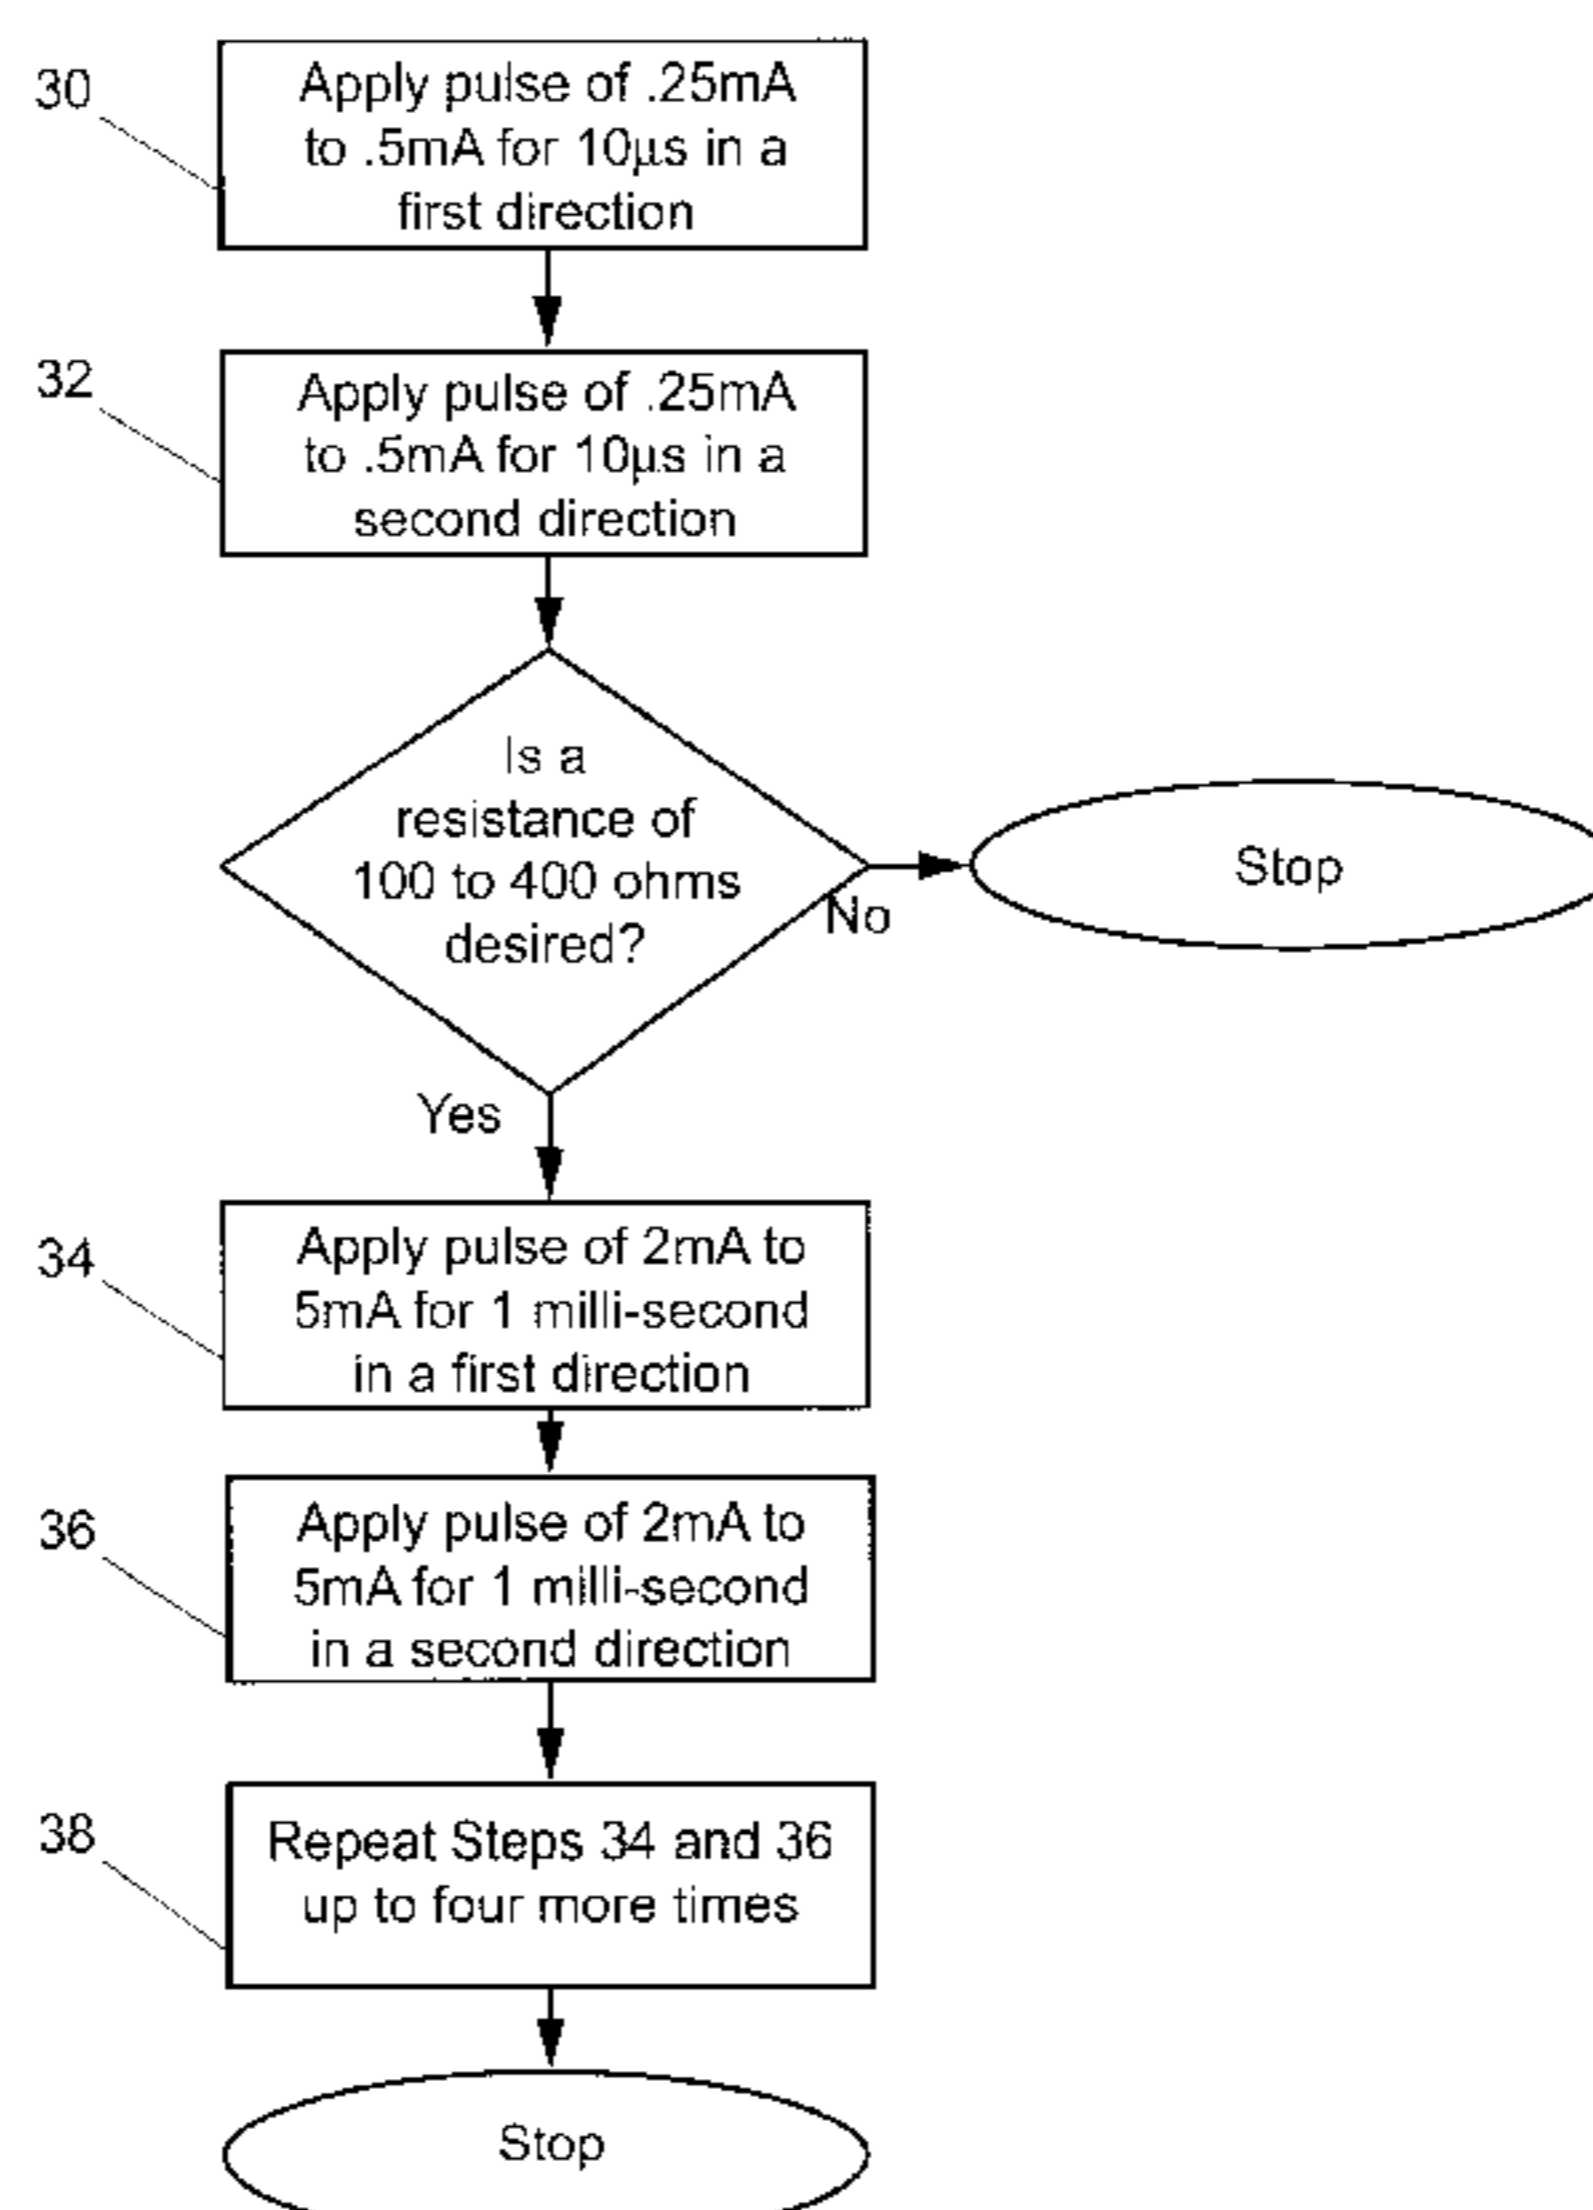 30
Apply pulse of .25mA
to .5mA for 10µs in a
first direction
32
Apply pulse of .25mA
to .5mA for 10µs in a
second direction
Is a
resistance of
100 to 400 ohms
desired?
No
Stop
Yes
34
Apply pulse of 2mA to
5mA for 1 milli-second
in a first direction
36
Apply pulse of 2mA to
5mA for 1 milli-second
in a second direction
38
Repeat Steps 34 and 36
up to four more times
Stop